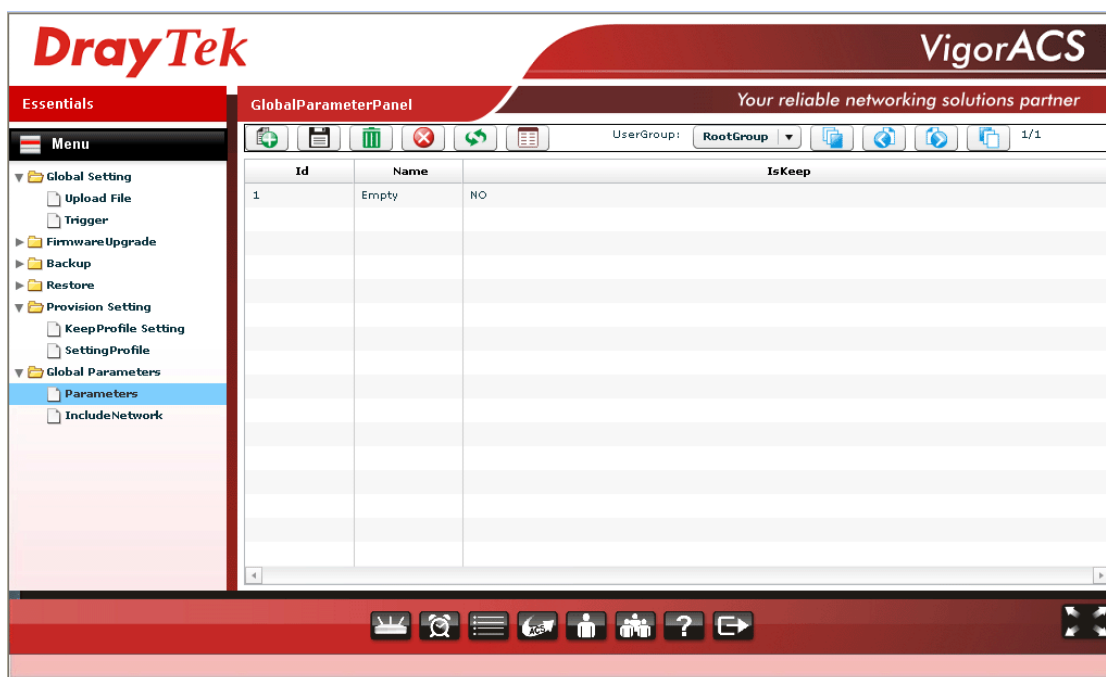 DrayTek
VigorACS
Essentials
GlobalParameterPanel
Your reliable networking solutions partner
Menu
UserGroup: RootGroup 1/1
Global Setting
Upload File
Trigger
FirmwareUpgrade
Backup
Restore
Provision Setting
KeepProfile Setting
SettingProfile
Global Parameters
Parameters
IncludeNetwork
Id Name IsKeep
1 Empty NO
ACS
?